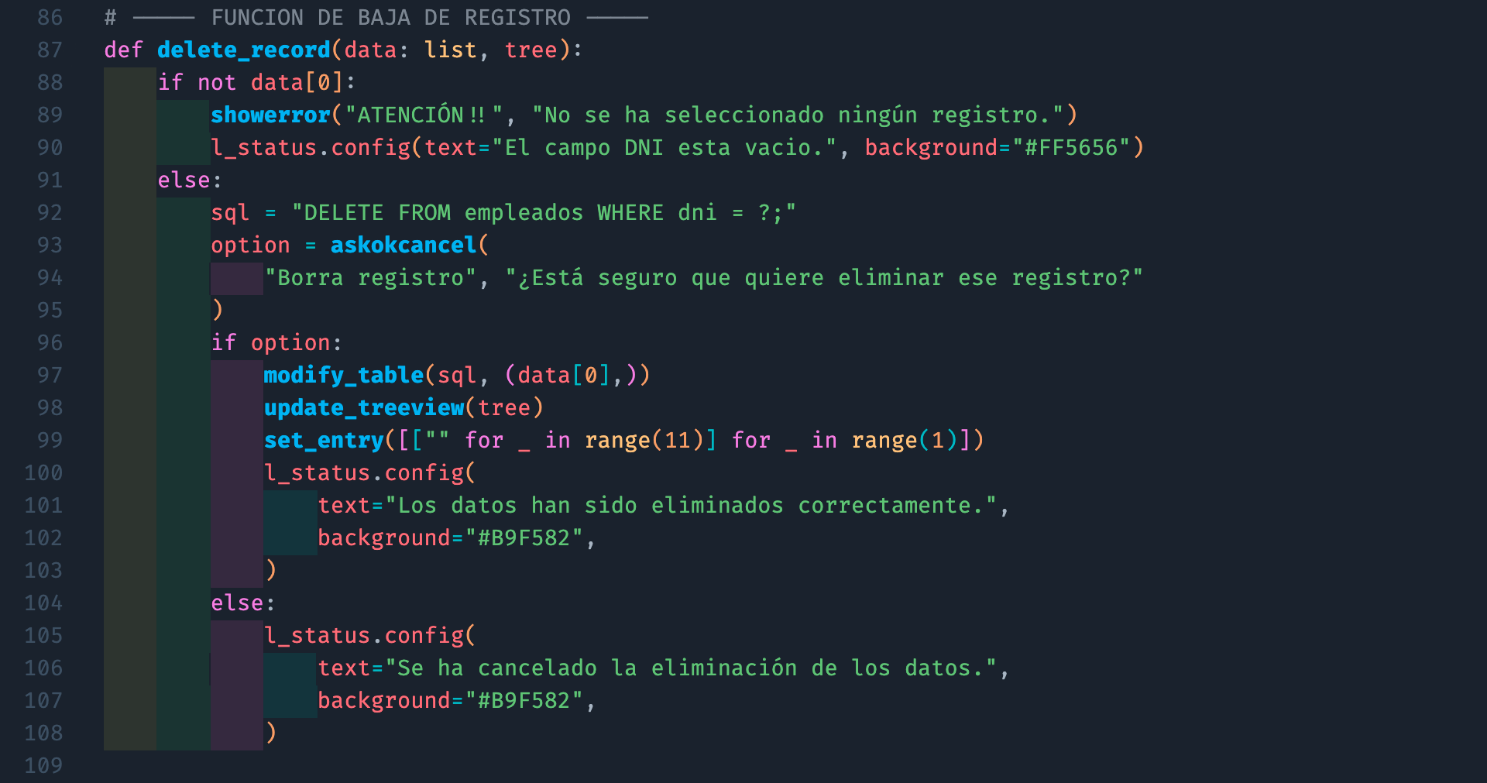 86 # ----- FUNCION DE BAJA DE REGISTRO -----
87 def delete_record(data: list, tree):
88     if not data[0]:
89         showerror("ATENCIÓN!!", "No se ha seleccionado ningún registro.")
90         l_status.config(text="El campo DNI esta vacio.", background="#FF5656")
91     else:
92         sql = "DELETE FROM empleados WHERE dni = ?;"
93         option = askokcancel(
94             "Borra registro", "¿Está seguro que quiere eliminar ese registro?"
95         )
96         if option:
97             modify_table(sql, (data[0],))
98             update_treeview(tree)
99             set_entry([["" for _ in range(11)] for _ in range(1)])
100             l_status.config(
101                 text="Los datos han sido eliminados correctamente.",
102                 background="#B9F582",
103             )
104         else:
105             l_status.config(
106                 text="Se ha cancelado la eliminación de los datos.",
107                 background="#B9F582",
108             )
109